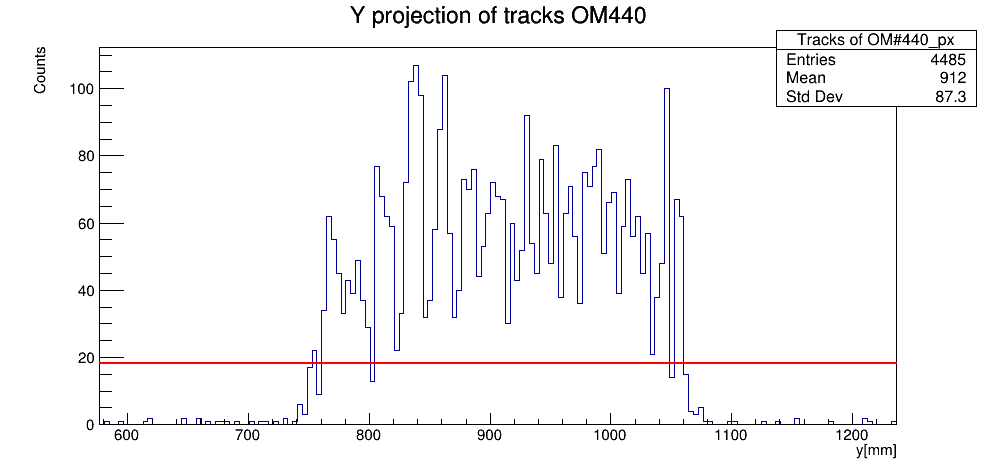 Y projection of tracks OM440
Tracks of OM#440_px
Entries 4485
Mean 912
Std Dev 87.3
Counts
100
80
60
40
20
0
600 700 800 900 1000 1100 1200
y[mm]